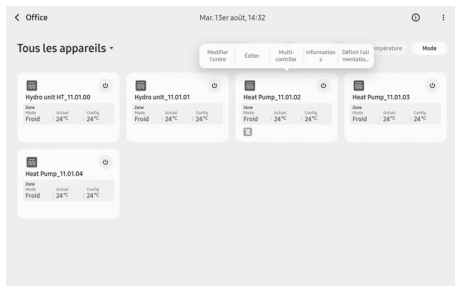 Office
Mar. 13er août, 14:32
Tous les appareils
Modifier l'ordre
Éditer
Multi-contrôle
Information s
Définir l'ali mentatio...
mpérature
Mode
Hydro unit HT_11.01.00
Zone
Mode Actuel Config
Froid 24°C 24°C
Hydro unit_11.01.01
Zone
Mode Actuel Config
Froid 24°C 24°C
Heat Pump_11.01.02
Zone
Mode Actuel Config
Froid 24°C 24°C
Heat Pump_11.01.03
Zone
Mode Actuel Config
Froid 24°C 24°C
Heat Pump_11.01.04
Zone
Mode Actuel Config
Froid 24°C 24°C